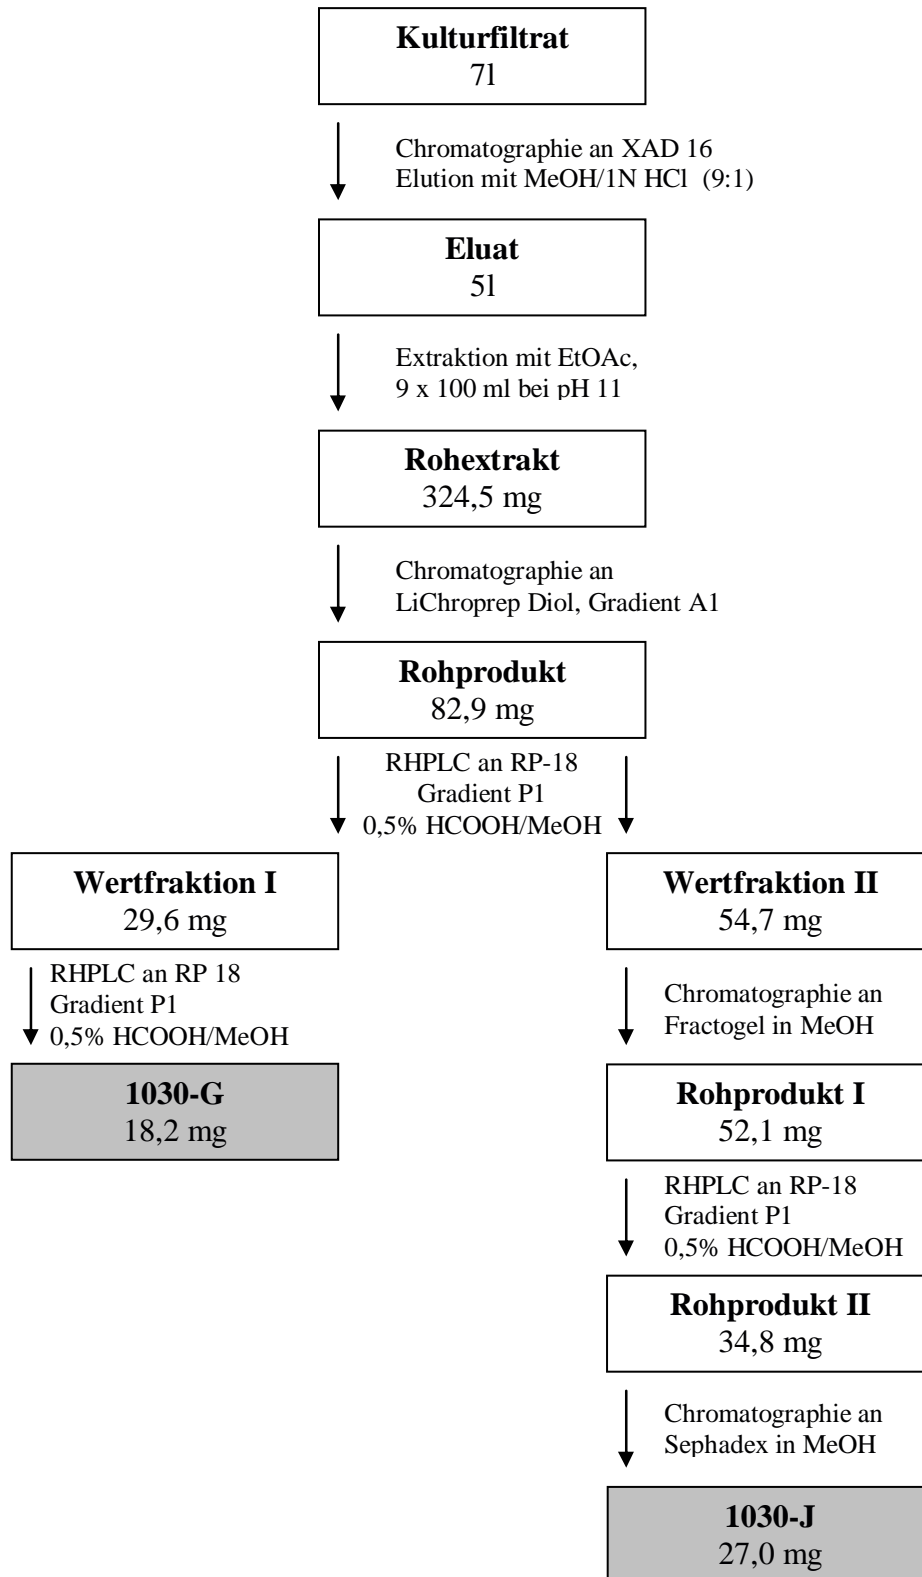 Kulturfiltrat
7l
Chromatographie an XAD 16
Elution mit MeOH/1N HCl (9:1)
Eluat
5l
Extraktion mit EtOAc,
9 x 100 ml bei pH 11
Rohextrakt
324,5 mg
Chromatographie an
LiChroprep Diol, Gradient A1
Rohprodukt
82,9 mg
RHPLC an RP-18
Gradient P1
0,5% HCOOH/MeOH
Wertfraktion I
29,6 mg
RHPLC an RP 18
Gradient P1
0,5% HCOOH/MeOH
1030-G
18,2 mg
Wertfraktion II
54,7 mg
Chromatographie an
Fractogel in MeOH
Rohprodukt I
52,1 mg
RHPLC an RP-18
Gradient P1
0,5% HCOOH/MeOH
Rohprodukt II
34,8 mg
Chromatographie an
Sephadex in MeOH
1030-J
27,0 mg